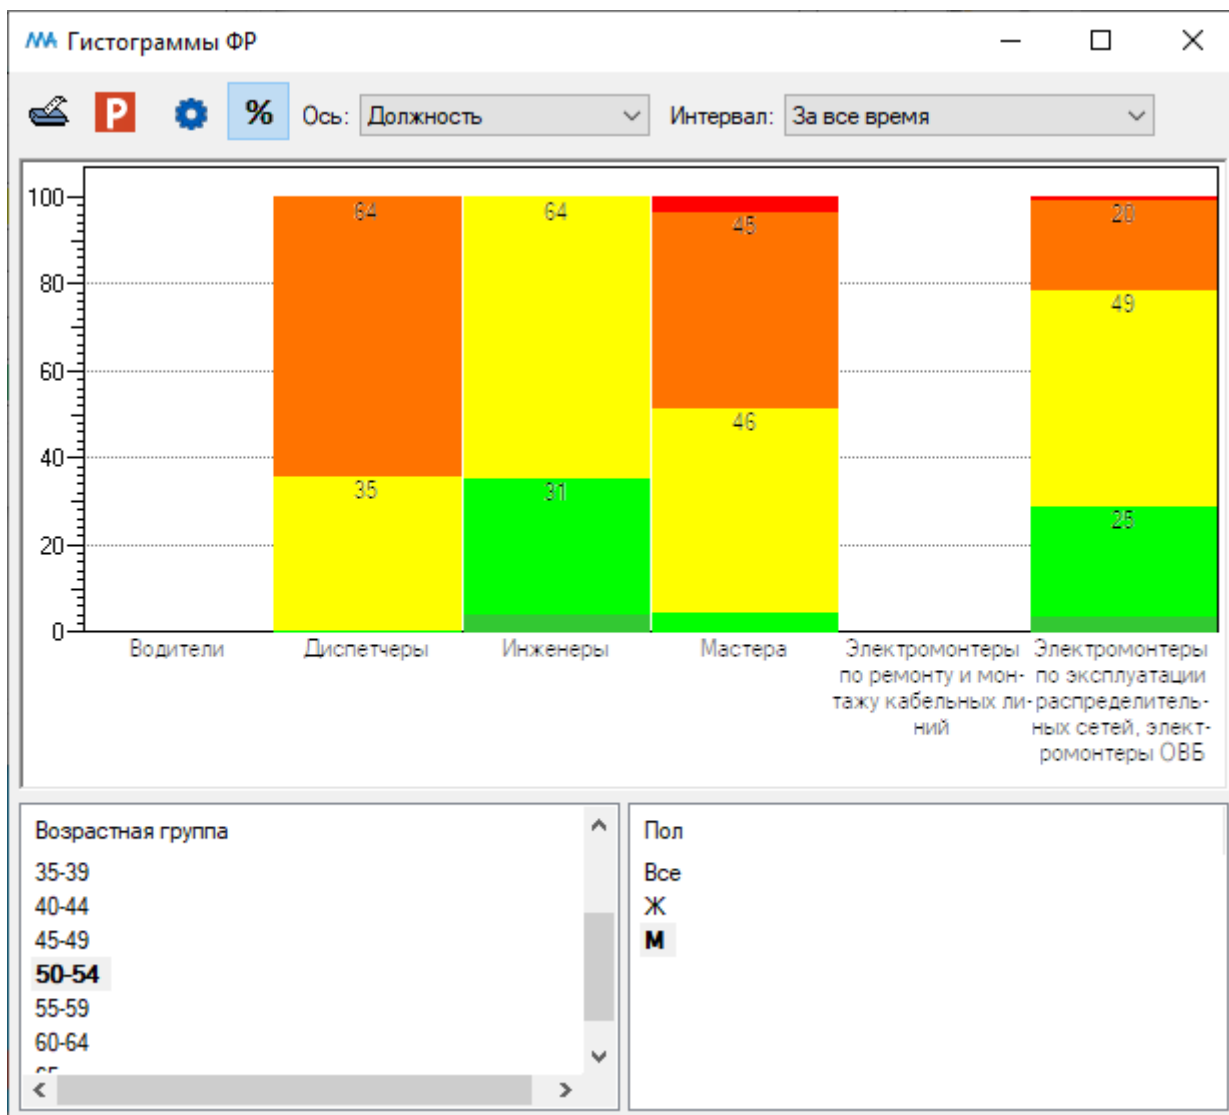 Гистограммы ФР
P % Ось: Должность Интервал: За все время
100
80
60
40
20
0
64 64 45 20
49
46
35 31 25
Водители Диспетчеры Инженеры Мастера Электромонтеры Электромонтеры
по ремонту и мон- по эксплуатации
тажу кабельных ли- распределитель-
ний ных сетей, элект-
ромонтеры ОВБ
Возрастная группа
35-39
40-44
45-49
50-54
55-59
60-64
Пол
Все
Ж
М